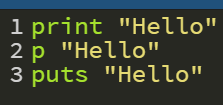 1 print "Hello"
2 p "Hello"
3 puts "Hello"